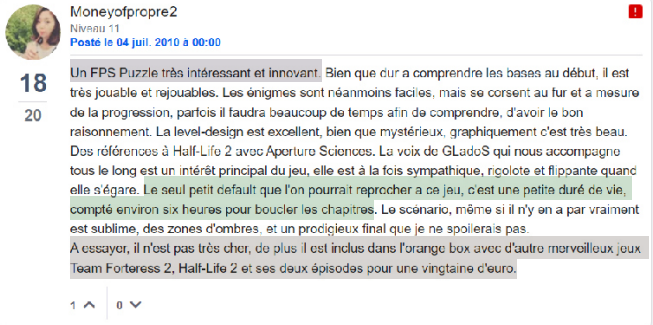 Moneyofpropre2
Niveau 11
Posté le 04 juil. 2010 à 00:00
18
20
Un FPS Puzzle très intéressant et innovant. Bien que dur a comprendre les bases au début, il est
très jouable et rejouables. Les énigmes sont néanmoins faciles, mais se corsent au fur et a mesure
de la progression, parfois il faudra beaucoup de temps afin de comprendre, d'avoir le bon
raisonnement. La level-design est excellent, bien que mystérieux, graphiquement c'est très beau.
Des références à Half-Life 2 avec Aperture Sciences. La voix de GLadoS qui nous accompagne
tous le long est un intérêt principal du jeu, elle est à la fois sympathique, rigolote et flippante quand
elle s'égare. Le seul petit default que l'on pourrait reprocher a ce jeu, c'est une petite duré de vie,
compté environ six heures pour boucler les chapitres. Le scénario, même si il n'y en a par vraiment
est sublime, des zones d'ombres, et un prodigieux final que je ne spoilerais pas.
A essayer, il n'est pas très cher, de plus il est inclus dans l'orange box avec d'autre merveilleux jeux
Team Forteress 2, Half-Life 2 et ses deux épisodes pour une vingtaine d'euro.
1 0